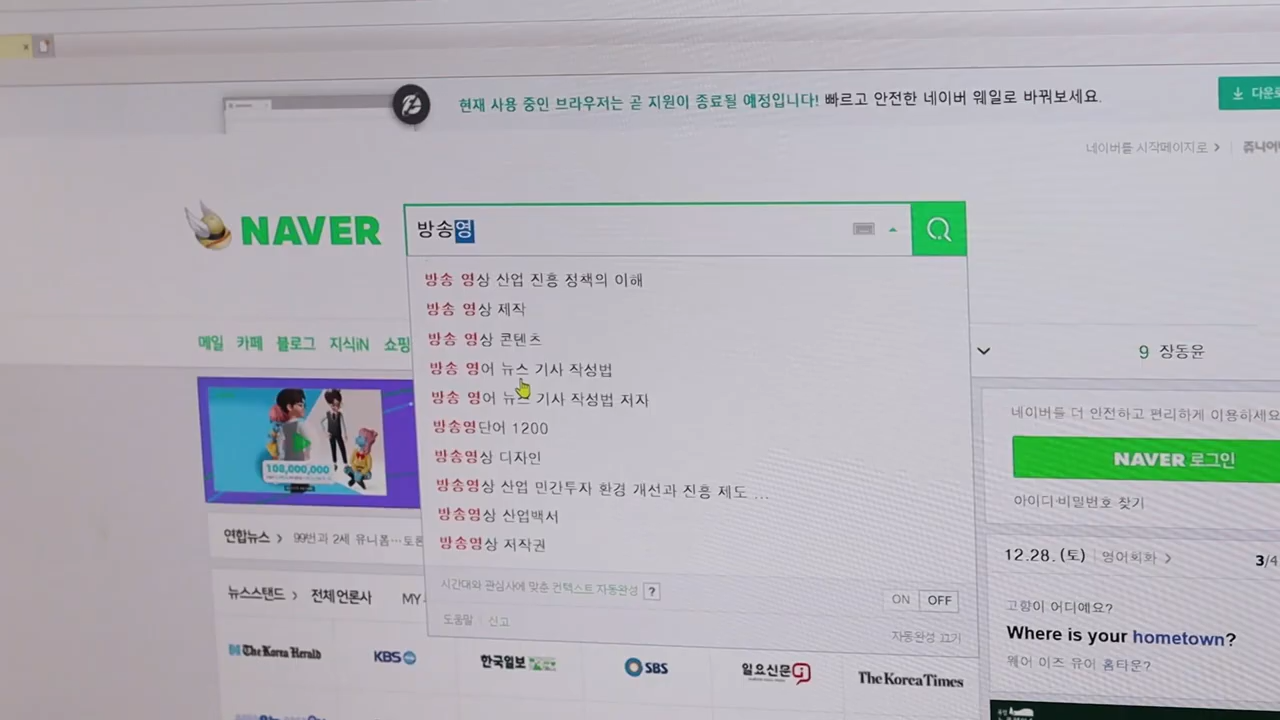 현재 사용 중인 브라우저는 곧 지원이 종료될 예정입니다! 빠르고 안전한 네이버 웨일로 바꿔보세요.
네이버를 시작페이지로 >
NAVER
방송영
방송 영상 산업 진흥 정책의 이해
방송 영상 제작
방송 영상 콘텐츠
방송 영어 뉴스 기사 작성법
방송 영어 뉴스 기사 작성법 저자
방송영단어 1200
방송영상 디자인
방송영상 산업 민간투자 환경 개선과 진흥 제도 ...
방송영상 산업백서
방송영상 저작권
시간대와 관심사에 맞춘 컨텍스트 자동완성 ?
ON OFF
도움말 신고
자동완성 끄기
메일 카페 블로그 지식iN 쇼핑
9 장동윤
108,000,000
네이버를 더 안전하고 편리하게 이용하세요
NAVER 로그인
아이디·비밀번호 찾기
연합뉴스 > 99번과 2세 유니폼…토론
12.28.(토) 영어회화 > 3/4
뉴스스탠드 > 전체언론사 MY
고향이 어디예요?
Where is your hometown?
웨어 이즈 유어 홈타운?
The Korea Herald
KBS
한국일보
SBS
일요신문
The Korea Times